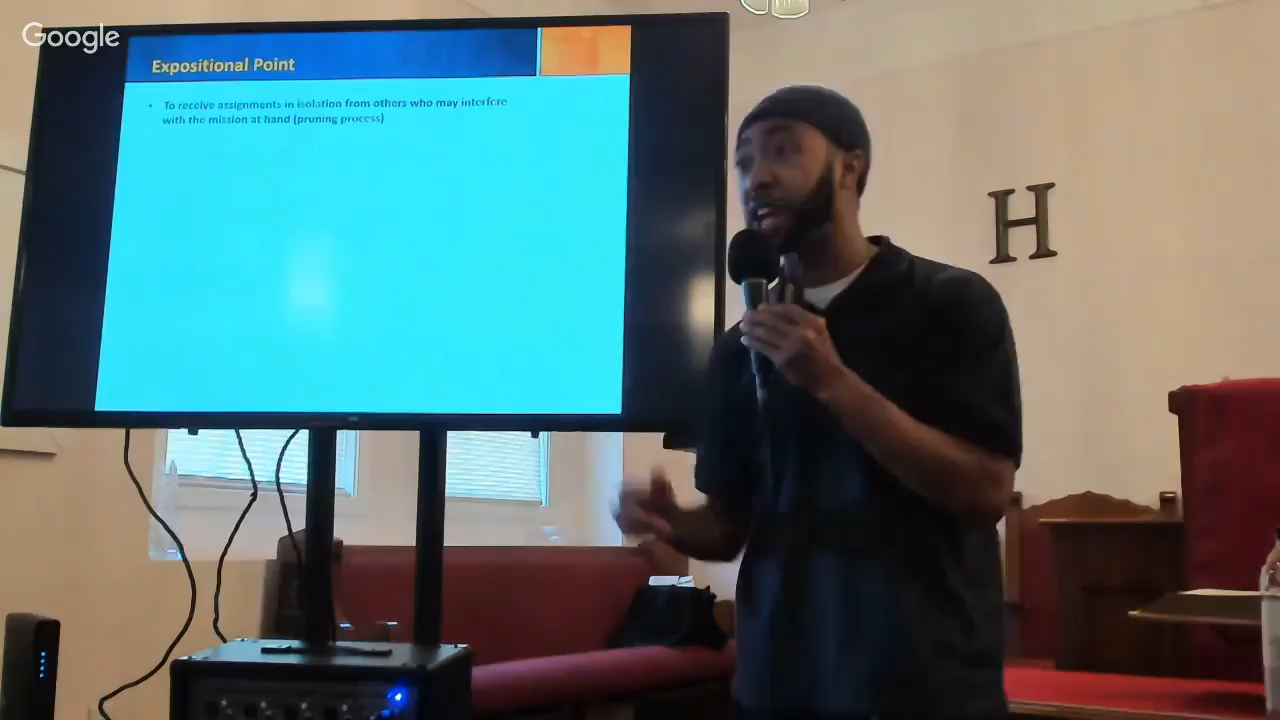 Google
Expositional Point
• To receive assignments in isolation from others who may interfere
with the mission at hand (pruning process)
H